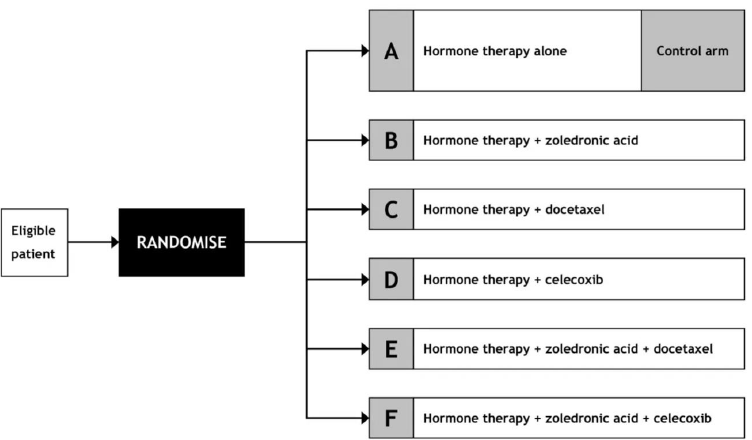 A
Hormone therapy alone
Control arm
B
Hormone therapy + zoledronic acid
C
Hormone therapy + docetaxel
Eligible
patient
RANDOMISE
D
Hormone therapy + celecoxib
E
Hormone therapy + zoledronic acid + docetaxel
F
Hormone therapy + zoledronic acid + celecoxib